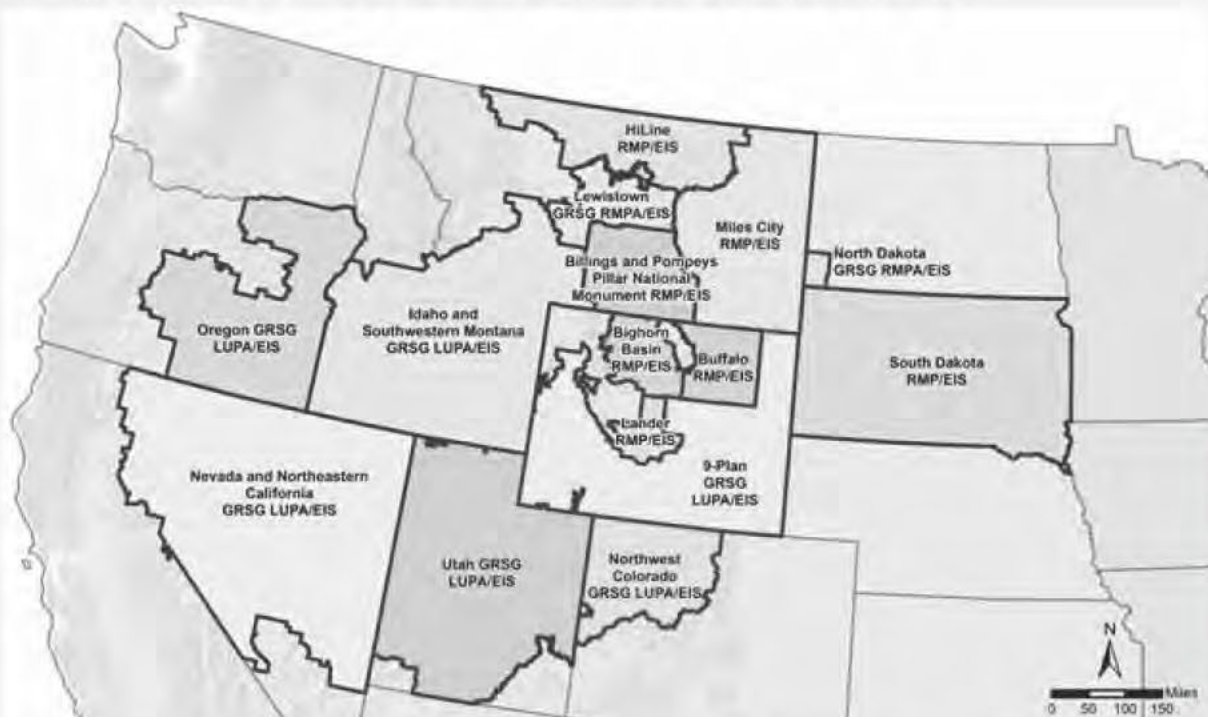 HiLine
RMP/EIS
Lewistown
GRSG RMPA/EIS
Miles City
RMP/EIS
North Dakota
GRSG RMPA/EIS
Billings and Pompeys
Pillar National
Monument RMP/EIS
Oregon GRSG
LUPA/EIS
Idaho and
Southwestern Montana
GRSG LUPA/EIS
Bighorn
Basin
RMP/EIS
Buffalo
RMP/EIS
South Dakota
RMP/EIS
Lander
RMP/EIS
9-Plan
GRSG
LUPA/EIS
Nevada and Northeastern
California
GRSG LUPA/EIS
Utah GRSG
LUPA/EIS
Northwest
Colorado
GRSG LUPA/EIS
N
Miles
0 50 100 150